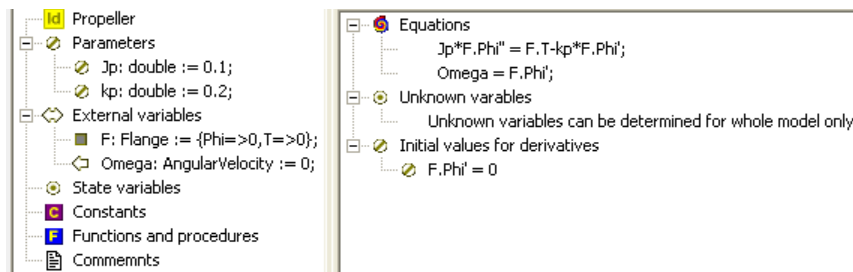 Id Propeller
Parameters
Jp: double := 0.1;
kp: double := 0.2;
External variables
F: Flange := {Phi=>0,T=>0};
Omega: AngularVelocity := 0;
State variables
C Constants
F Functions and procedures
Commemnts
Equations
Jp*F.Phi'' = F.T-kp*F.Phi';
Omega = F.Phi';
Unknown varables
Unknown variables can be determined for whole model only
Initial values for derivatives
F.Phi' = 0